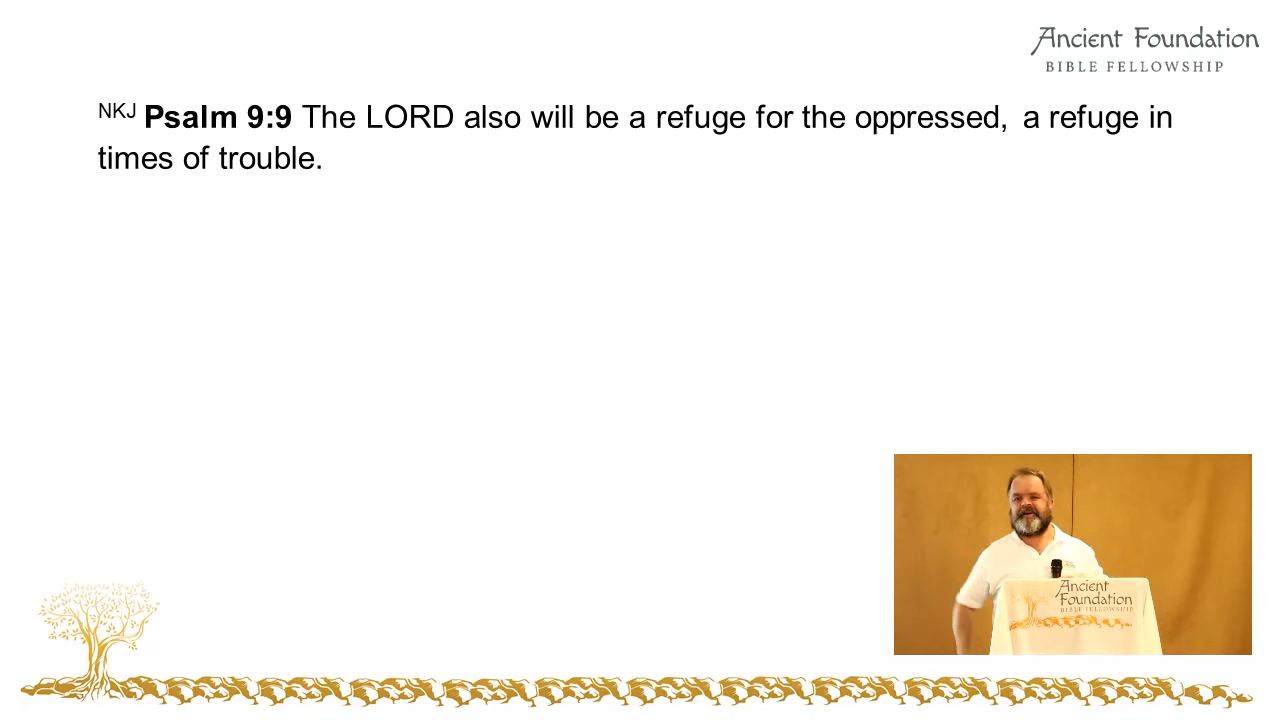 Ancient Foundation
BIBLE FELLOWSHIP
NKJ Psalm 9:9 The LORD also will be a refuge for the oppressed, a refuge in
times of trouble.
Ancient
Foundation
BIBLE FELLOWSHIP